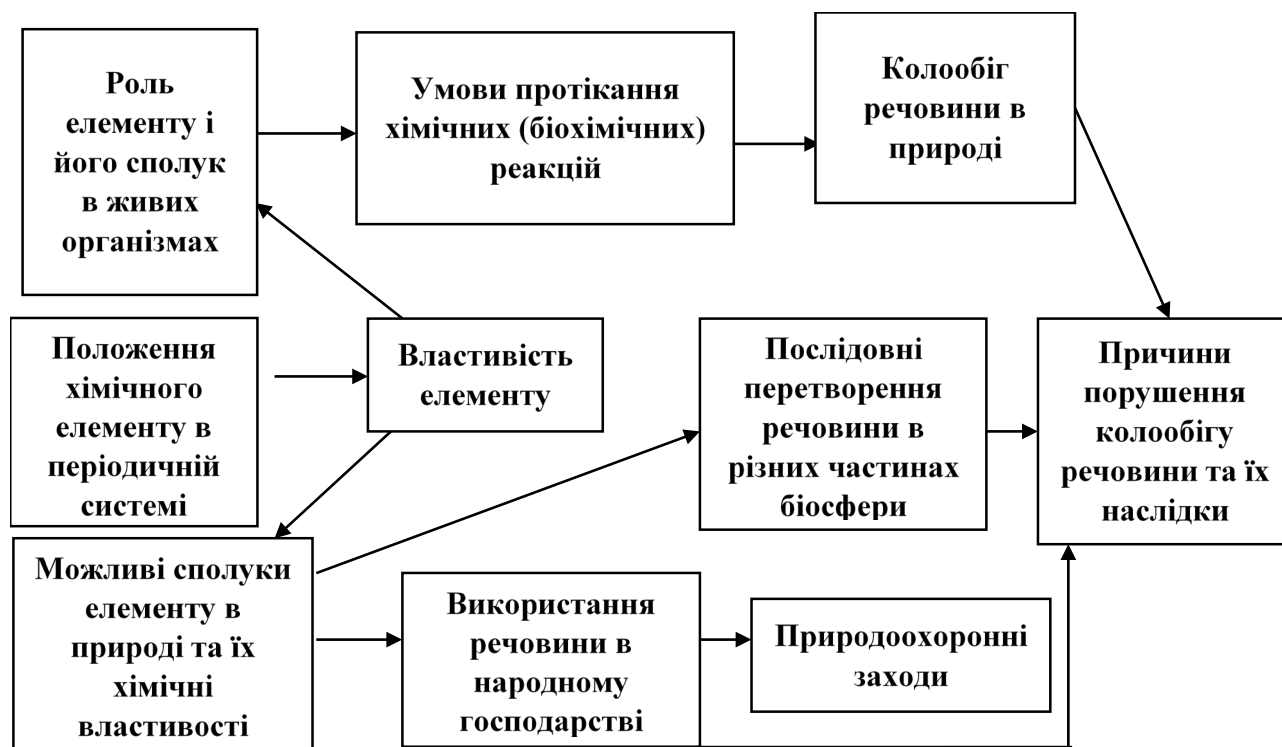 Роль
елементу і
його сполук
в живих
організмах
Умови протікання
хімічних (біохімічних)
реакцій
Колообіг
речовини в
природі
Положення
хімічного
елементу в
періодичній
системі
Властивість
елементу
Послідовні
перетворення
речовини в
різних частинах
біосфери
Причини
порушення
колообігу
речовини та їх
наслідки
Можливі сполуки
елементу в
природі та їх
хімічні
властивості
Використання
речовини в
народному
господарстві
Природоохоронні
заходи